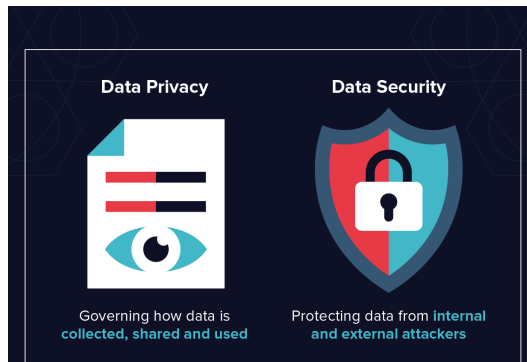 Data Privacy
Data Security
Governing how data is
collected, shared and used
Protecting data from internal
and external attackers